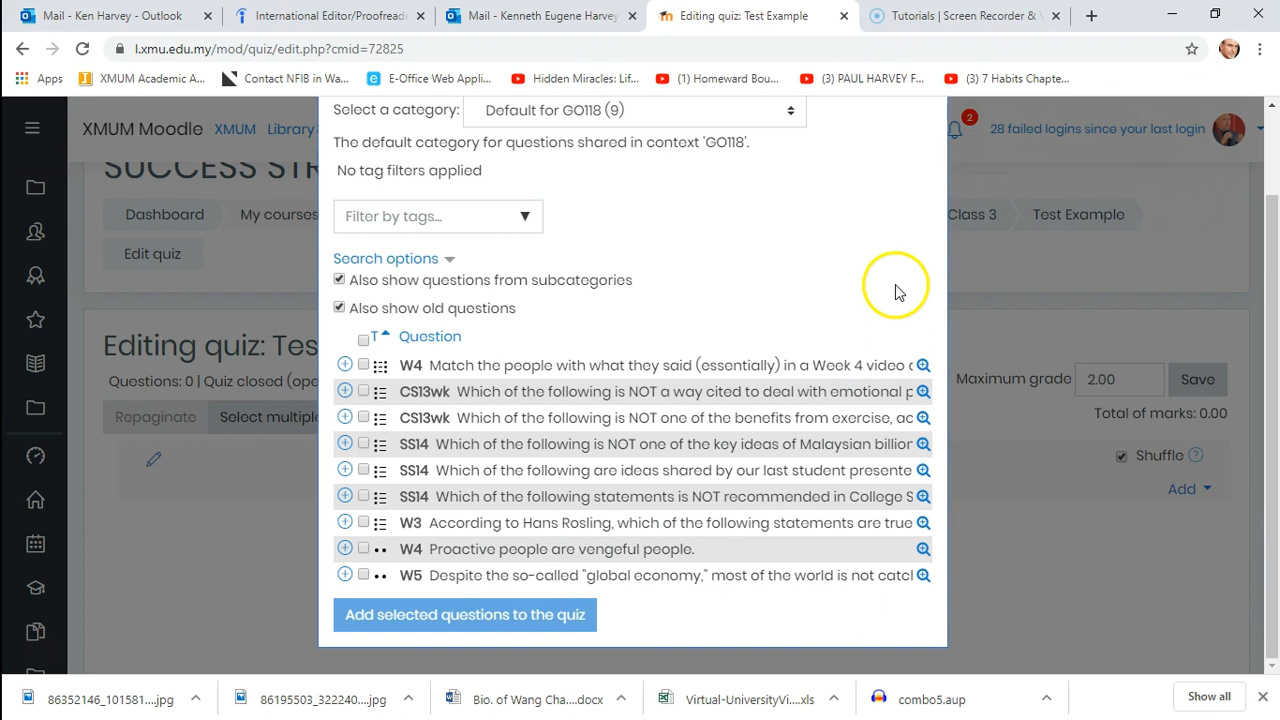 Mail - Ken Harvey - Outlook
International Editor/Proofreade
Mail - Kenneth Eugene Harvey
Editing quiz: Test Example
Tutorials | Screen Recorder & V
l.xmu.edu.my/mod/quiz/edit.php?cmid=72825
Apps
XMUM Academic A...
Contact NFIB in Wa...
E-Office Web Applic...
Hidden Miracles: Lif...
(1) Homeward Bou...
(3) PAUL HARVEY F...
(3) 7 Habits Chapte...
XMUM Moodle
XMUM
Library
2
28 failed logins since your last login
SUCCESS STR
Dashboard
My courses
Class 3
Test Example
Edit quiz
Select a category:
Default for GO118 (9)
The default category for questions shared in context 'GO118'.
No tag filters applied
Filter by tags...
Search options
Also show questions from subcategories
Also show old questions
T
Question
W4 Match the people with what they said (essentially) in a Week 4 video c
CS13wk Which of the following is NOT a way cited to deal with emotional p
CS13wk Which of the following is NOT one of the benefits from exercise, ac
SS14 Which of the following is NOT one of the key ideas of Malaysian billion
SS14 Which of the following are ideas shared by our last student presente
SS14 Which of the following statements is NOT recommended in College S
W3 According to Hans Rosling, which of the following statements are true
W4 Proactive people are vengeful people.
W5 Despite the so-called "global economy," most of the world is not catcl
Add selected questions to the quiz
Editing quiz: Tes
Questions: 0 | Quiz closed (ope
Repaginate
Select multip
Maximum grade
2.00
Save
Total of marks: 0.00
Shuffle
Add
86352146_101581....jpg
86195503_322240....jpg
Bio. of Wang Cha....docx
Virtual-UniversityVi....xls
combo5.aup
Show all